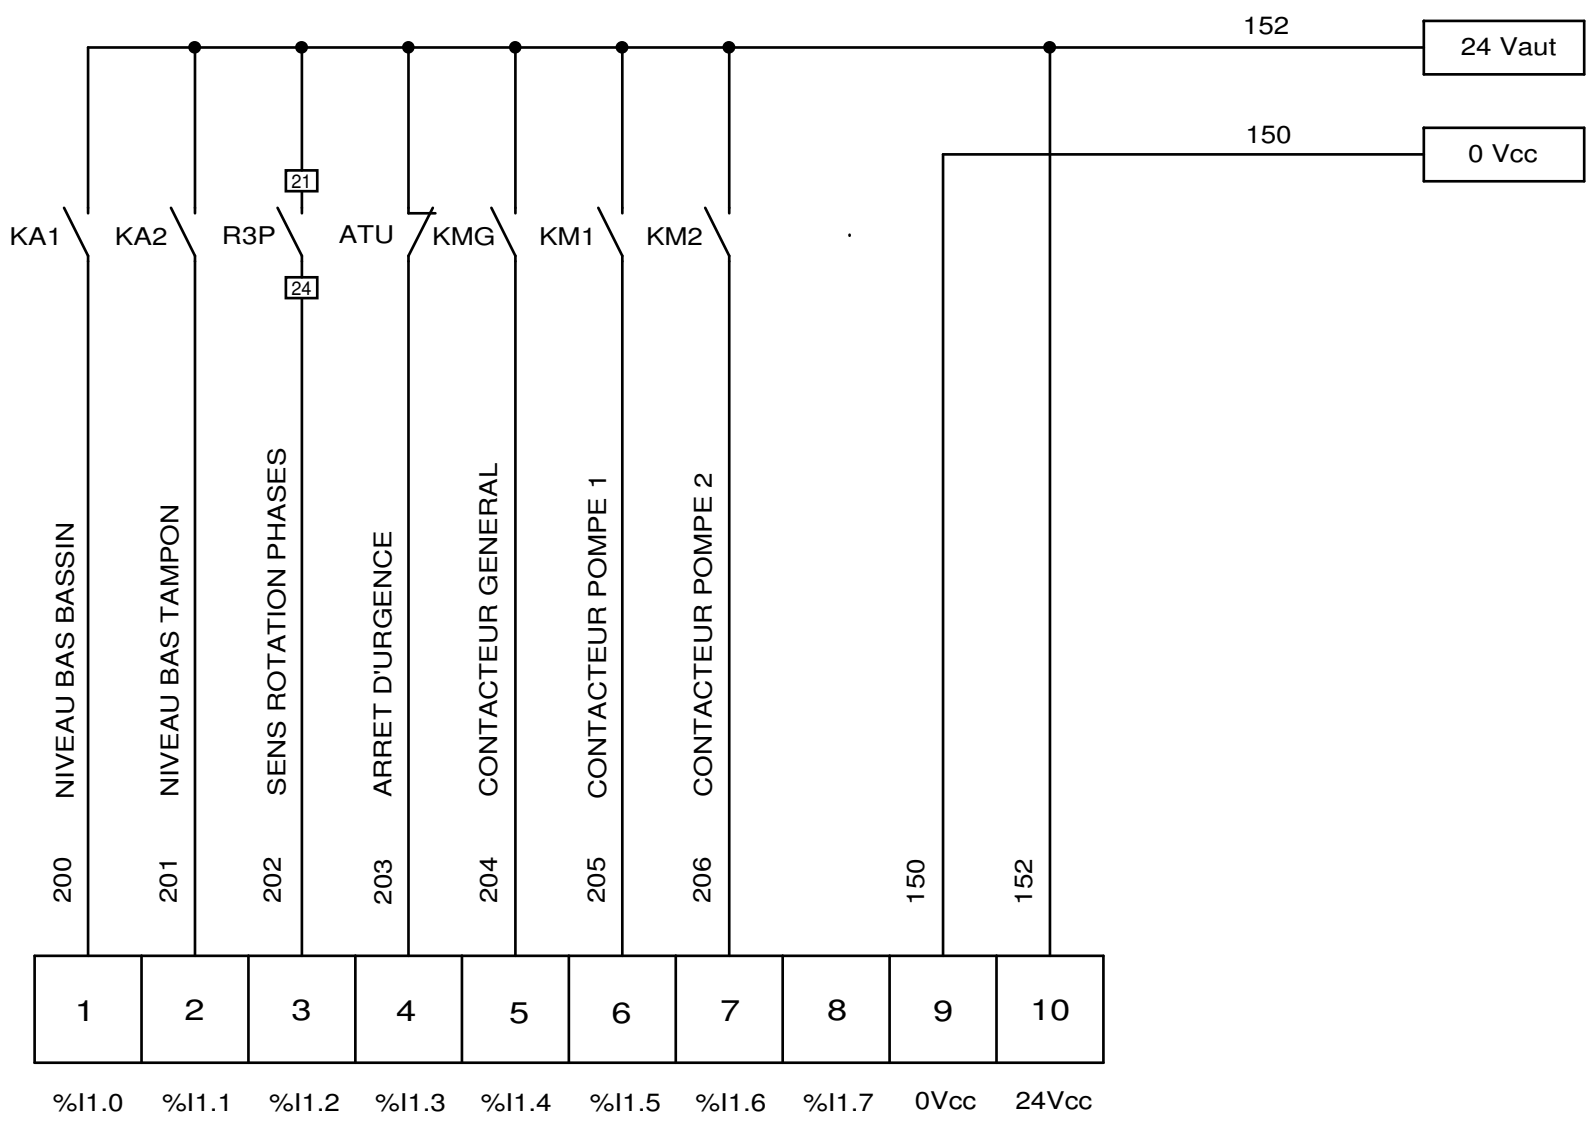 152
24 Vaut
150
0 Vcc
21
KA1
KA2
R3P
ATU
KMG
KM1
KM2
24
NIVEAU BAS BASSIN
NIVEAU BAS TAMPON
SENS ROTATION PHASES
ARRET D'URGENCE
CONTACTEUR GENERAL
CONTACTEUR POMPE 1
CONTACTEUR POMPE 2
200
201
202
203
204
205
206
150
152
1
2
3
4
5
6
7
8
9
10
%I1.0
%I1.1
%I1.2
%I1.3
%I1.4
%I1.5
%I1.6
%I1.7
0Vcc
24Vcc